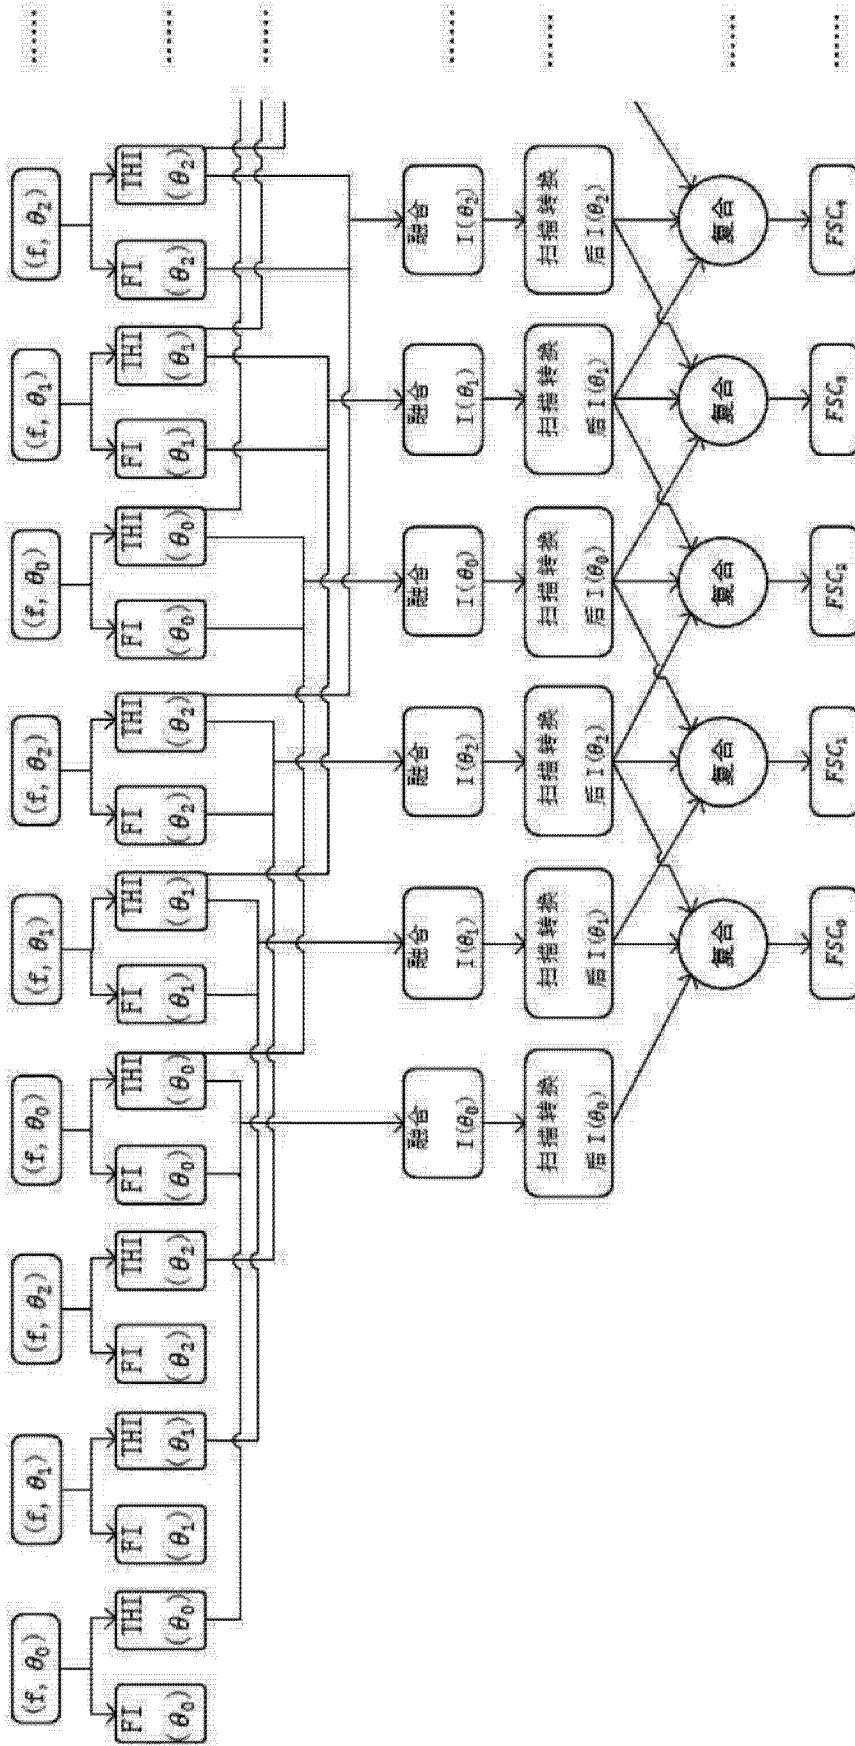 (f, θ₀) (f, θ₁) (f, θ₂) (f, θ₀) (f, θ₁) (f, θ₂) (f, θ₀) (f, θ₁) (f, θ₂) ......
FI THI FI THI FI THI FI THI FI THI FI THI FI THI FI THI FI THI
(θ₀) (θ₀) (θ₁) (θ₁) (θ₂) (θ₂) (θ₀) (θ₀) (θ₁) (θ₁) (θ₂) (θ₂) (θ₀) (θ₀) (θ₁) (θ₁) (θ₂) (θ₂) ......
......
融合 融合 融合 融合 融合 融合
I(θ₀) I(θ₁) I(θ₂) I(θ₀) I(θ₁) I(θ₂) ......
扫描转换 扫描转换 扫描转换 扫描转换 扫描转换 扫描转换 ......
后I(θ₀) 后I(θ₁) 后I(θ₂) 后I(θ₀) 后I(θ₁) 后I(θ₂)
复合 复合 复合 复合 复合 ......
FSC₀ FSC₁ FSC₂ FSC₃ FSC₄ ......